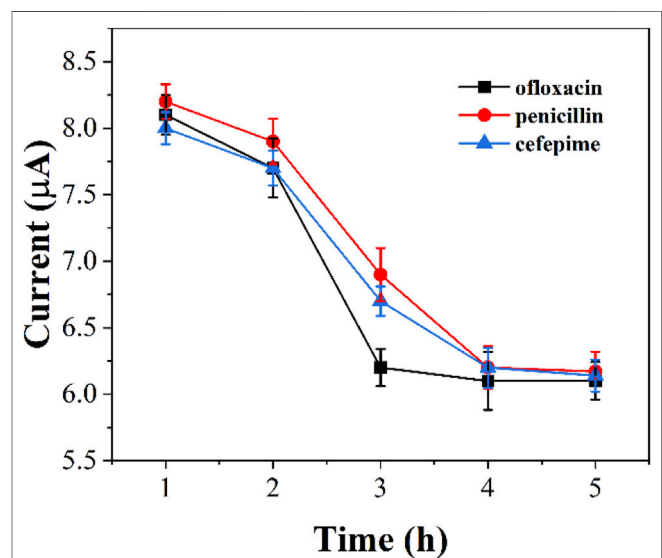 ofloxacin
penicillin
cefepime
Current (µA)
8.5
8.0
7.5
7.0
6.5
6.0
5.5
1 2 3 4 5
Time (h)